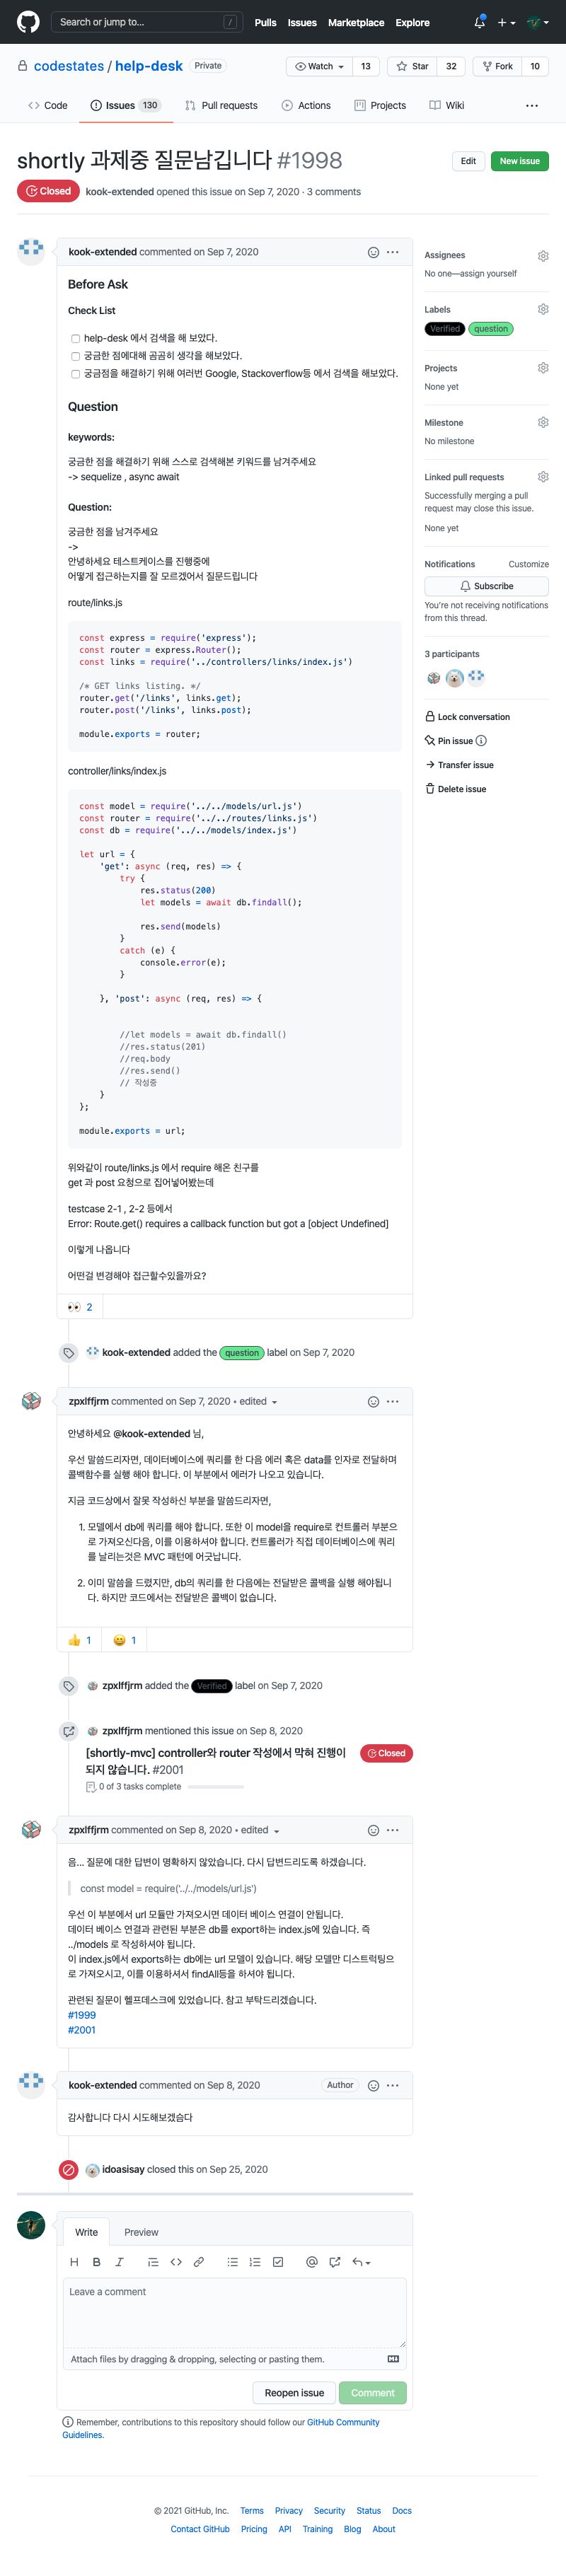 Search or jump to...
/
Pulls
Issues
Marketplace
Explore
codestates / help-desk
Private
Watch
13
Star
32
Fork
10
Code
Issues
130
Pull requests
Actions
Projects
Wiki
shortly 과제중 질문남깁니다 #1998
Edit
New issue
Closed
kook-extended opened this issue on Sep 7, 2020 · 3 comments
kook-extended commented on Sep 7, 2020
Before Ask
Check List
help-desk 에서 검색을 해 보았다.
궁금한 점에대해 곰곰히 생각을 해보았다.
궁금점을 해결하기 위해 여러번 Google, Stackoverflow등 에서 검색을 해보았다.
Question
keywords:
궁금한 점을 해결하기 위해 스스로 검색해본 키워드를 남겨주세요
-> sequelize , async await
Question:
궁금한 점을 남겨주세요
->
안녕하세요 테스트케이스를 진행중에
어떻게 접근하는지를 잘 모르겠어서 질문드립니다
route/links.js
const express = require('express');
const router = express.Router();
const links = require('../controllers/links/index.js')
/* GET links listing. */
router.get('/links', links.get);
router.post('/links', links.post);
module.exports = router;
controller/links/index.js
const model = require('../../models/url.js')
const router = require('../../routes/links.js')
const db = require('../../models/index.js')
let url = {
'get': async (req, res) => {
try {
res.status(200)
let models = await db.findall();
res.send(models)
}
catch (e) {
console.error(e);
}
}, 'post': async (req, res) => {
//let models = await db.findall()
//res.status(201)
//req.body
//res.send()
// 작성중
}
};
module.exports = url;
위와같이 route/links.js 에서 require 해온 친구를
get 과 post 요청으로 집어넣어봤는데
testcase 2-1 , 2-2 등에서
Error: Route.get() requires a callback function but got a [object Undefined]
이렇게 나옵니다
어떤걸 변경해야 접근할수있을까요?
👀 2
kook-extended added the question label on Sep 7, 2020
zpxlffjrm commented on Sep 7, 2020 • edited
안녕하세요 @kook-extended 님,
우선 말씀드리자면, 데이터베이스에 쿼리를 한 다음 에러 혹은 data를 인자로 전달하며
콜백함수를 실행 해야 합니다. 이 부분에서 에러가 나오고 있습니다.
지금 코드상에서 잘못 작성하신 부분을 말씀드리자면,
1. 모델에서 db에 쿼리를 해야 합니다. 또한 이 model을 require로 컨트롤러 부분으
로 가져오신다음, 이를 이용하셔야 합니다. 컨트롤러가 직접 데이터베이스에 쿼리
를 날리는것은 MVC 패턴에 어긋납니다.
2. 이미 말씀을 드렸지만, db의 쿼리를 한 다음에는 전달받은 콜백을 실행 해야됩니
다. 하지만 코드에서는 전달받은 콜백이 없습니다.
👍 1
😄 1
zpxlffjrm added the Verified label on Sep 7, 2020
zpxlffjrm mentioned this issue on Sep 8, 2020
[shortly-mvc] controller와 router 작성에서 막혀 진행이
되지 않습니다. #2001
Closed
0 of 3 tasks complete
zpxlffjrm commented on Sep 8, 2020 • edited
음... 질문에 대한 답변이 명확하지 않았습니다. 다시 답변드리도록 하겠습니다.
const model = require('../../models/url.js')
우선 이 부분에서 url 모듈만 가져오시면 데이터 베이스 연결이 안됩니다.
데이터 베이스 연결과 관련된 부분은 db를 export하는 index.js에 있습니다. 즉
../models 로 작성하셔야 됩니다.
이 index.js에서 exports하는 db에는 url 모델이 있습니다. 해당 모델만 디스트럭팅으
로 가져오시고, 이를 이용하셔서 findAll등을 하셔야 됩니다.
관련된 질문이 헬프데스크에 있었습니다. 참고 부탁드리겠습니다.
#1999
#2001
kook-extended commented on Sep 8, 2020
Author
감사합니다 다시 시도해보겠슴다
idoasisay closed this on Sep 25, 2020
Write
Preview
Leave a comment
Attach files by dragging & dropping, selecting or pasting them.
Reopen issue
Comment
Remember, contributions to this repository should follow our GitHub Community
Guidelines.
Assignees
No one—assign yourself
Labels
Verified
question
Projects
None yet
Milestone
No milestone
Linked pull requests
Successfully merging a pull
request may close this issue.
None yet
Notifications
Customize
Subscribe
You're not receiving notifications
from this thread.
3 participants
Lock conversation
Pin issue
Transfer issue
Delete issue
© 2021 GitHub, Inc.
Terms
Privacy
Security
Status
Docs
Contact GitHub
Pricing
API
Training
Blog
About